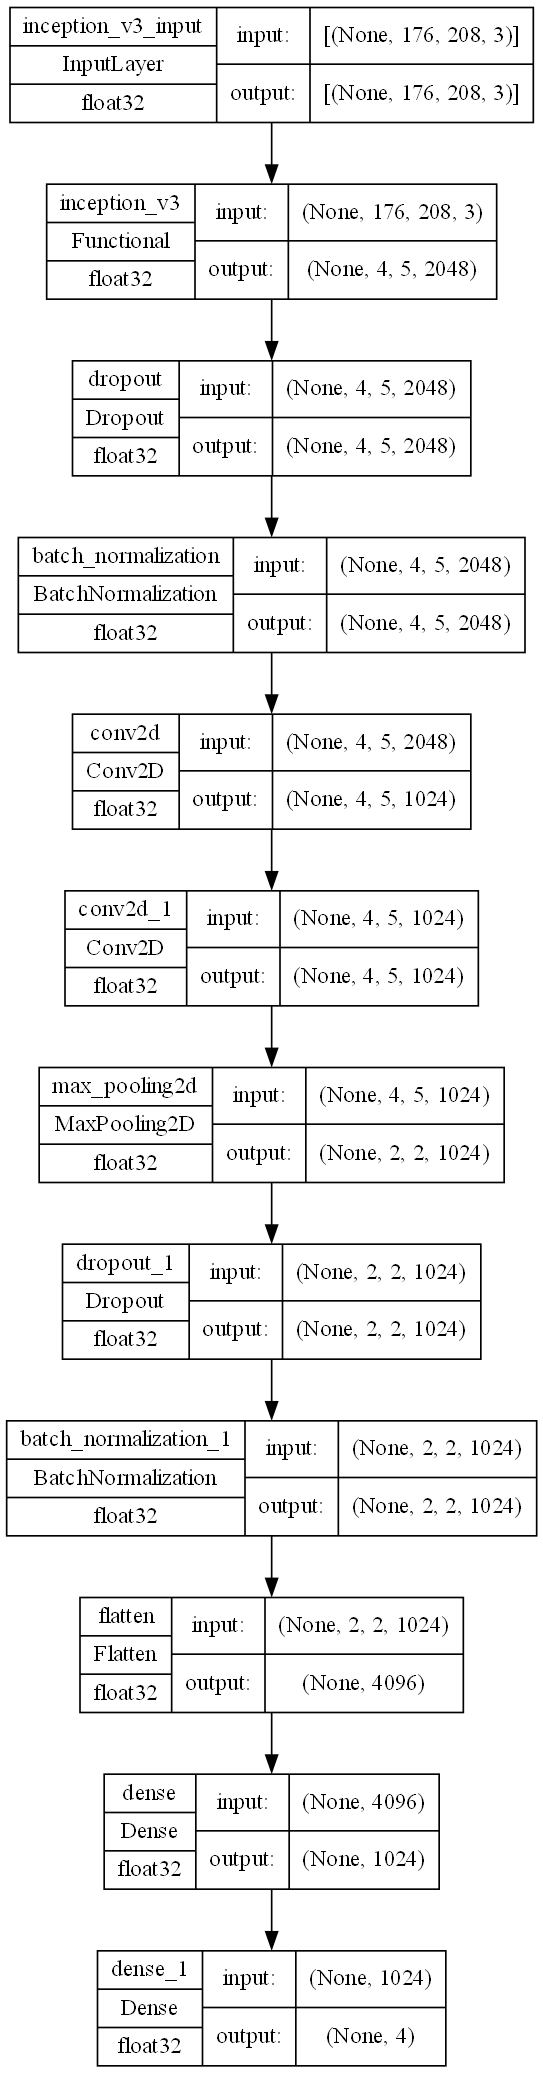 inception_v3_input
InputLayer
float32
input:
[(None, 176, 208, 3)]
output:
[(None, 176, 208, 3)]
inception_v3
Functional
float32
input:
(None, 176, 208, 3)
output:
(None, 4, 5, 2048)
dropout
Dropout
float32
input:
(None, 4, 5, 2048)
output:
(None, 4, 5, 2048)
batch_normalization
BatchNormalization
float32
input:
(None, 4, 5, 2048)
output:
(None, 4, 5, 2048)
conv2d
Conv2D
float32
input:
(None, 4, 5, 2048)
output:
(None, 4, 5, 1024)
conv2d_1
Conv2D
float32
input:
(None, 4, 5, 1024)
output:
(None, 4, 5, 1024)
max_pooling2d
MaxPooling2D
float32
input:
(None, 4, 5, 1024)
output:
(None, 2, 2, 1024)
dropout_1
Dropout
float32
input:
(None, 2, 2, 1024)
output:
(None, 2, 2, 1024)
batch_normalization_1
BatchNormalization
float32
input:
(None, 2, 2, 1024)
output:
(None, 2, 2, 1024)
flatten
Flatten
float32
input:
(None, 2, 2, 1024)
output:
(None, 4096)
dense
Dense
float32
input:
(None, 4096)
output:
(None, 1024)
dense_1
Dense
float32
input:
(None, 1024)
output:
(None, 4)